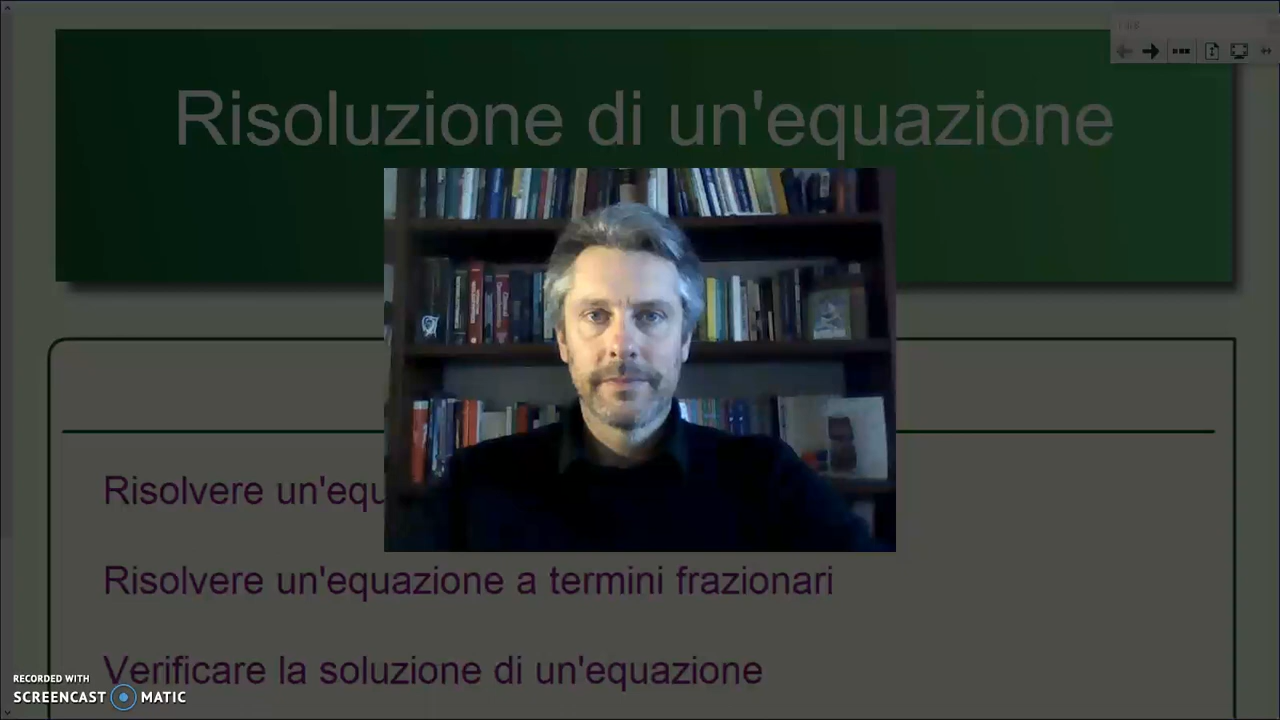 Risoluzione di un'equazione
Risolvere un'equ
Risolvere un'equazione a termini frazionari
Verificare la soluzione di un'equazione
RECORDED WITH
SCREENCAST MATIC